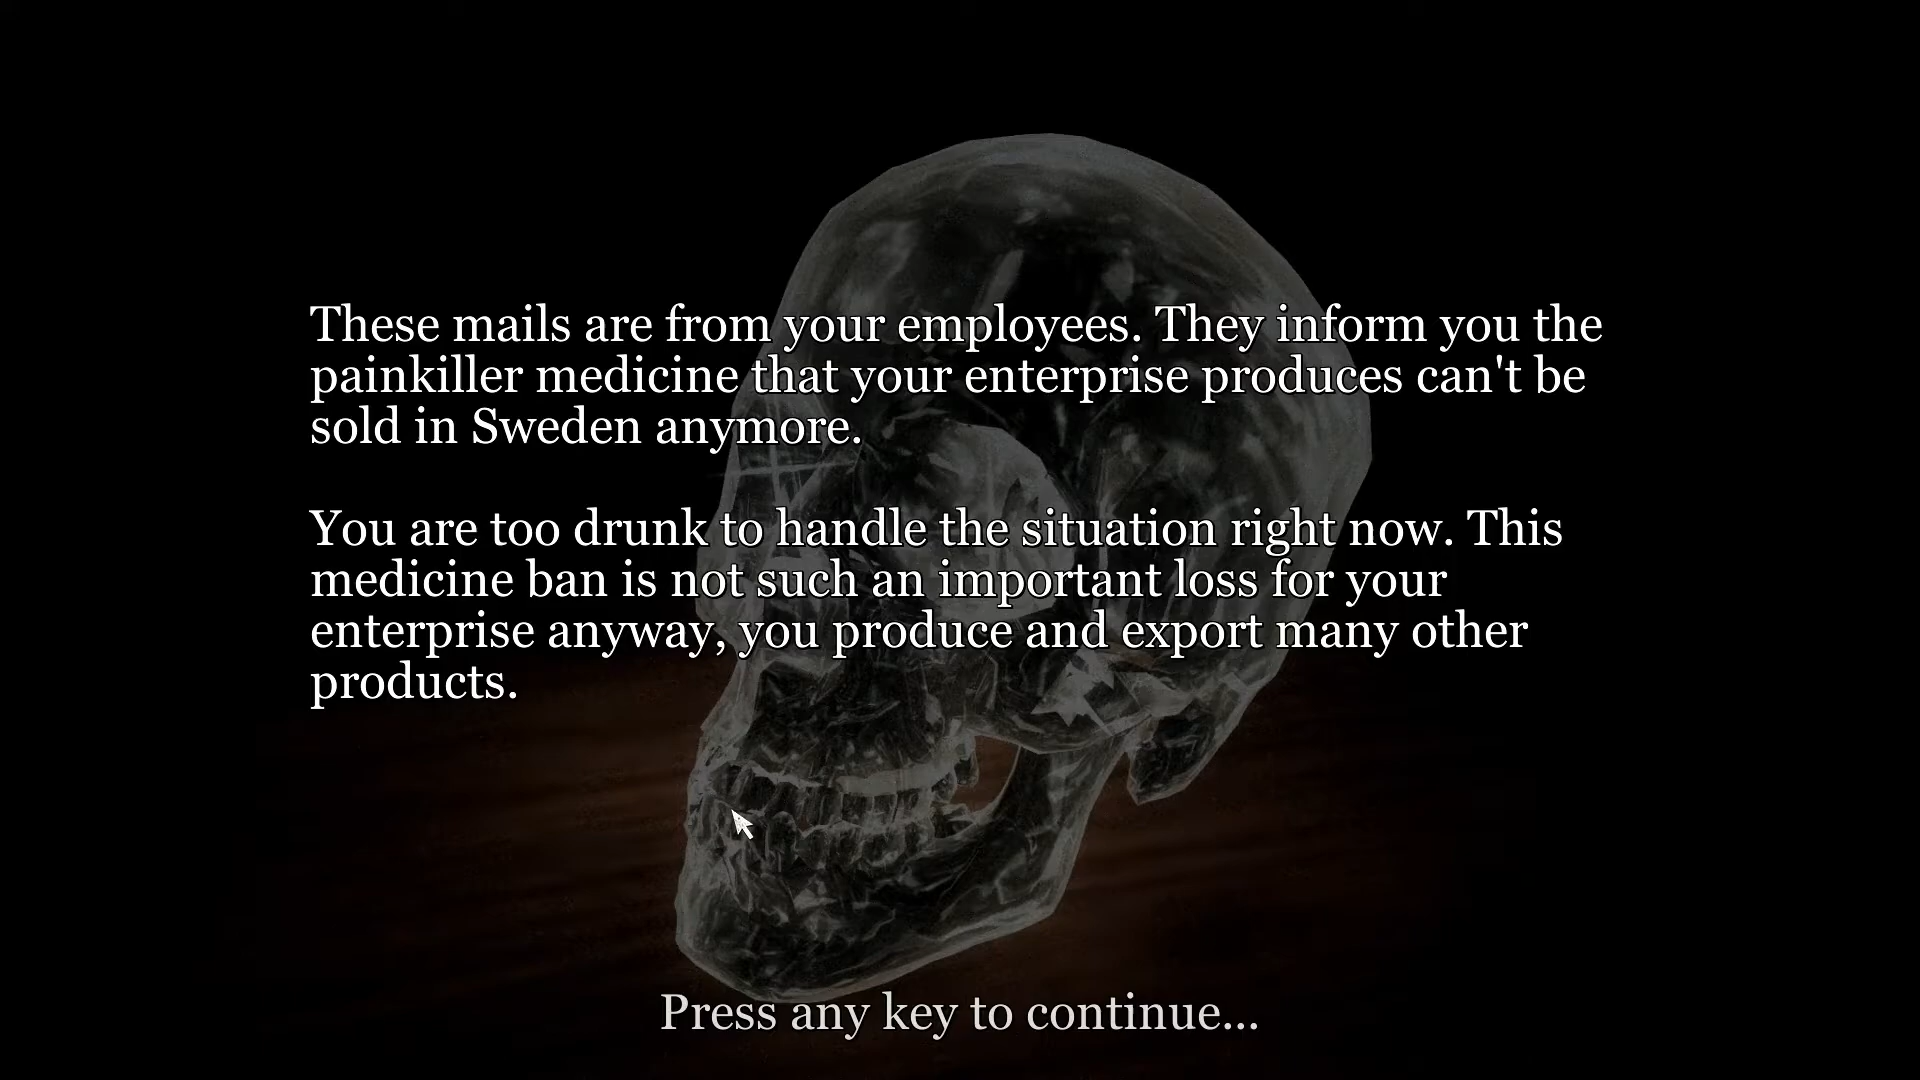 These mails are from your employees. They inform you the
painkiller medicine that your enterprise produces can't be
sold in Sweden anymore.
You are too drunk to handle the situation right now. This
medicine ban is not such an important loss for your
enterprise anyway, you produce and export many other
products.
Press any key to continue...